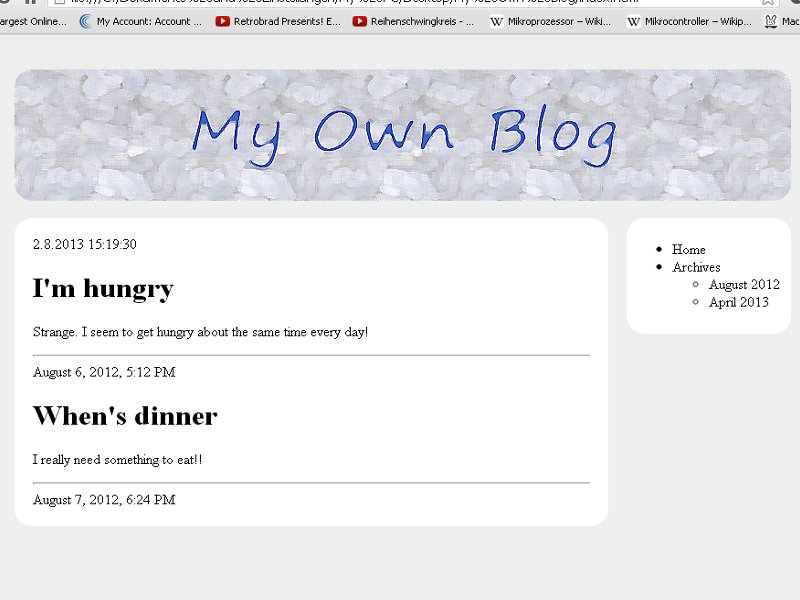 argest Online...
My Account: Account ...
Retrobrad Presents! E...
Reihenschwingkreis - ...
Mikroprozessor – Wiki...
Mikrocontroller – Wikip...
Mac
My Own Blog
2.8.2013 15:19:30
I'm hungry
Strange. I seem to get hungry about the same time every day!
August 6, 2012, 5:12 PM
When's dinner
I really need something to eat!!
August 7, 2012, 6:24 PM
Home
Archives
August 2012
April 2013